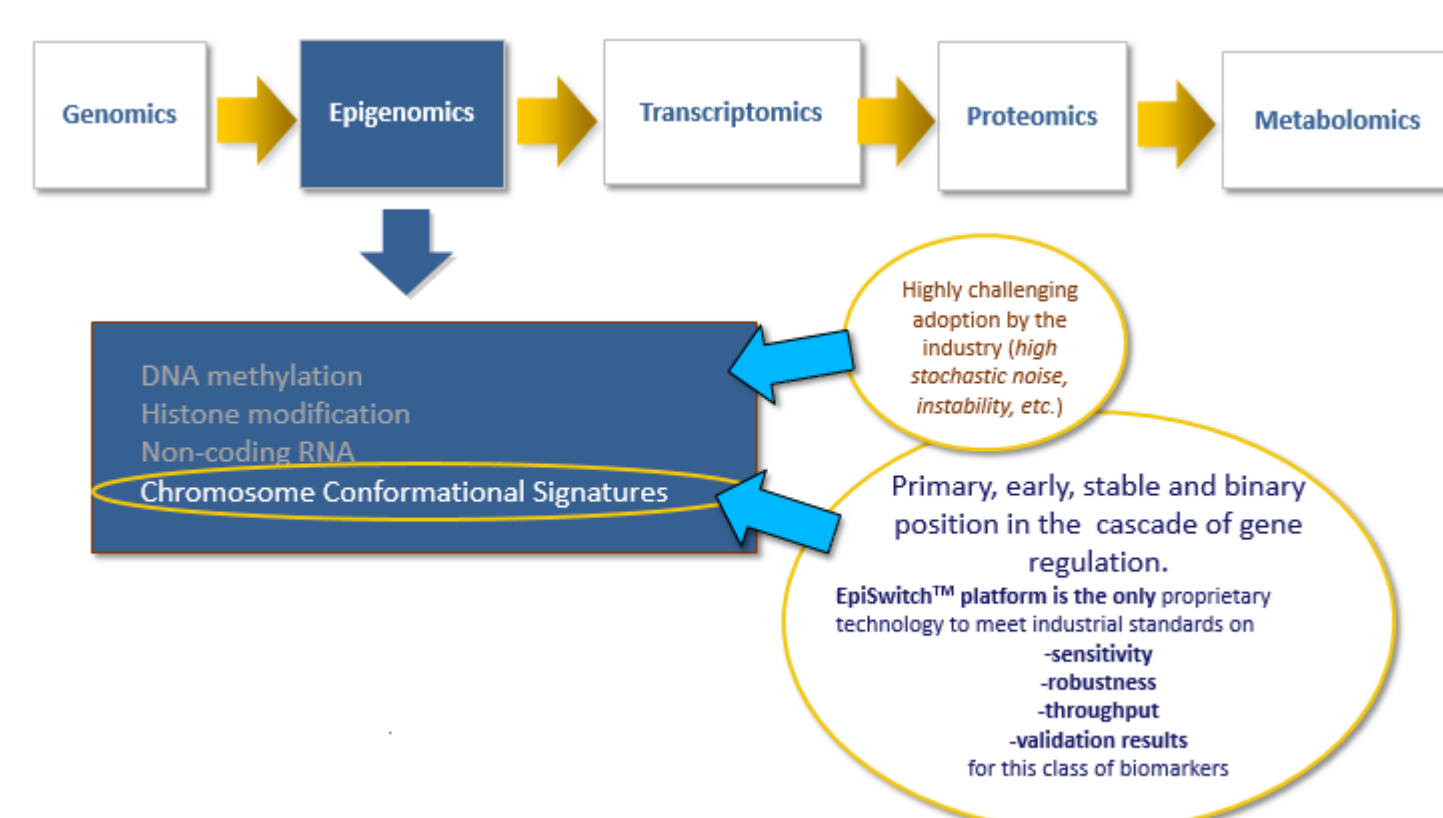 Genomics
Epigenomics
Transcriptomics
Proteomics
Metabolomics
DNA methylation
Histone modification
Non-coding RNA
Chromosome Conformational Signatures
Highly challenging
adoption by the
industry (high
stochastic noise,
instability, etc.)
Primary, early, stable and binary
position in the cascade of gene
regulation.
EpiSwitch™ platform is the only proprietary
technology to meet industrial standards on
-sensitivity
-robustness
-throughput
-validation results
for this class of biomarkers